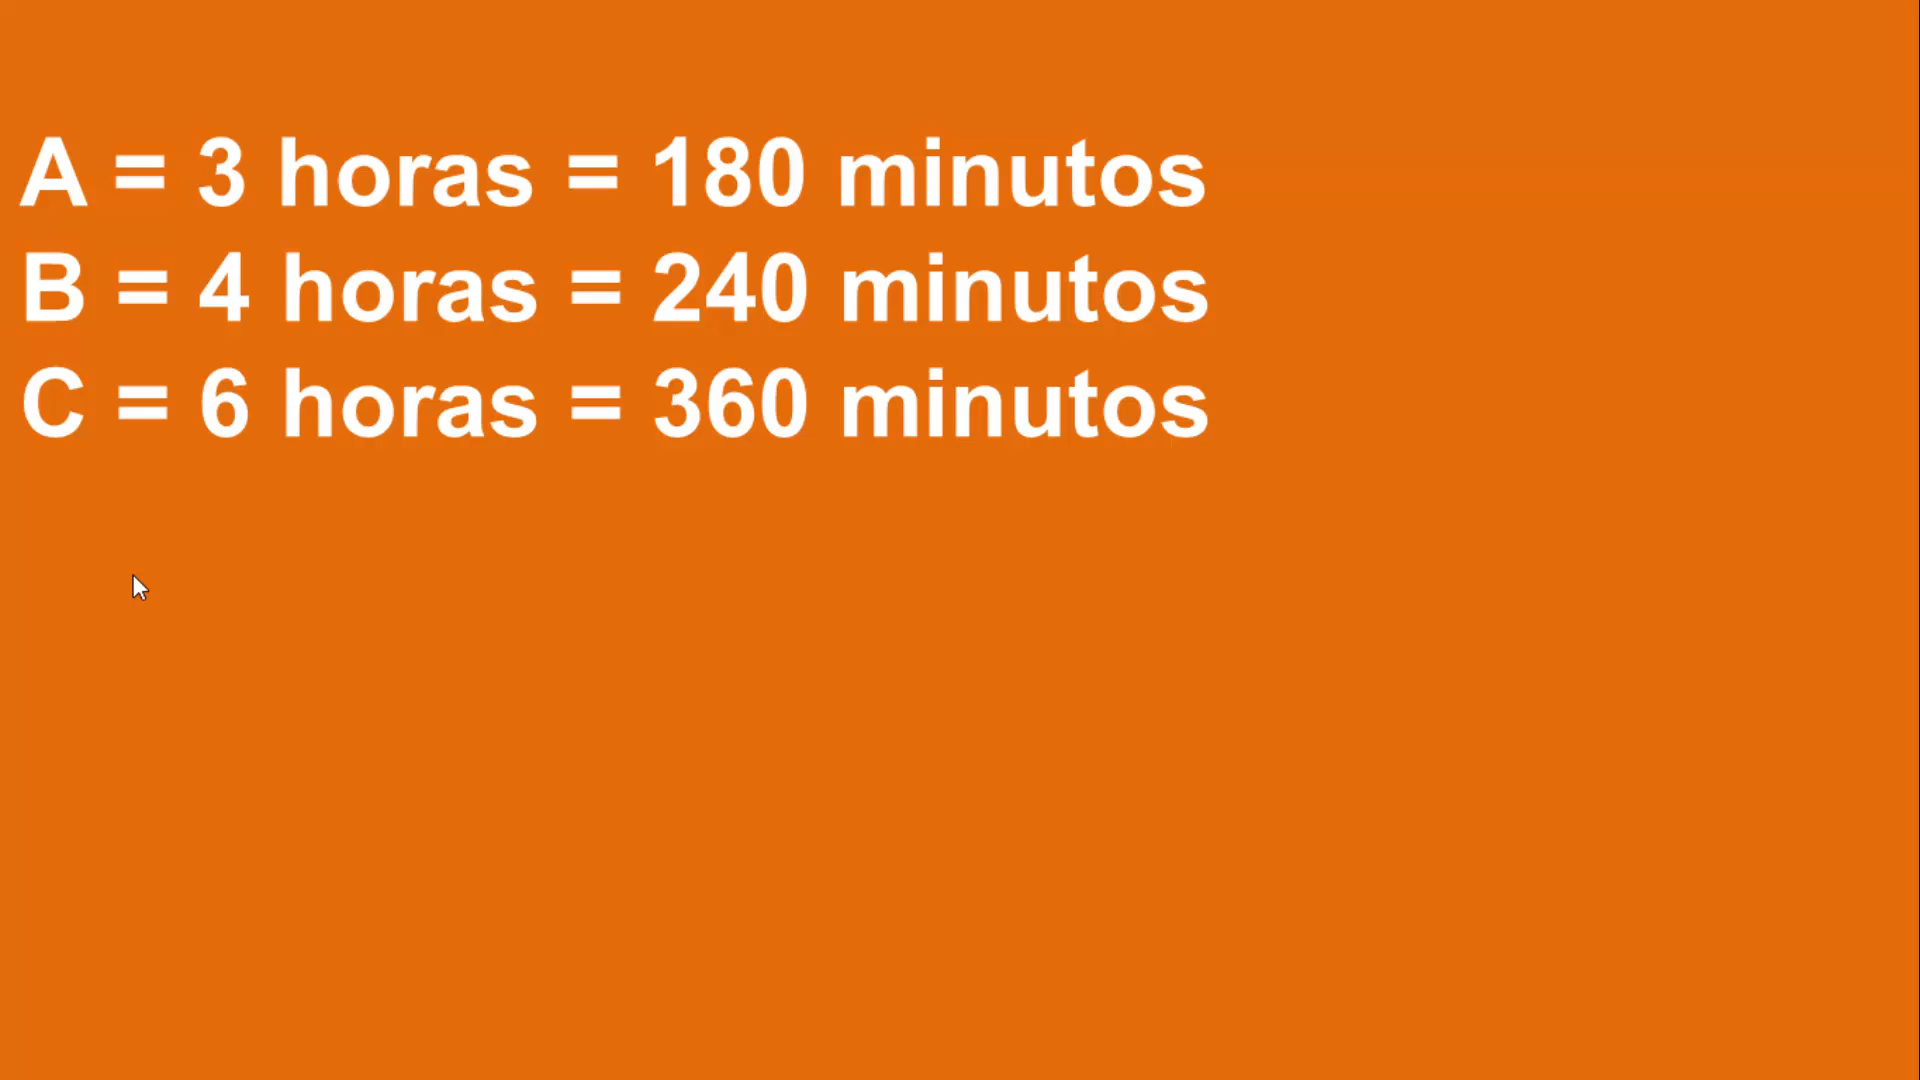 A = 3 horas = 180 minutos
B = 4 horas = 240 minutos
C = 6 horas = 360 minutos